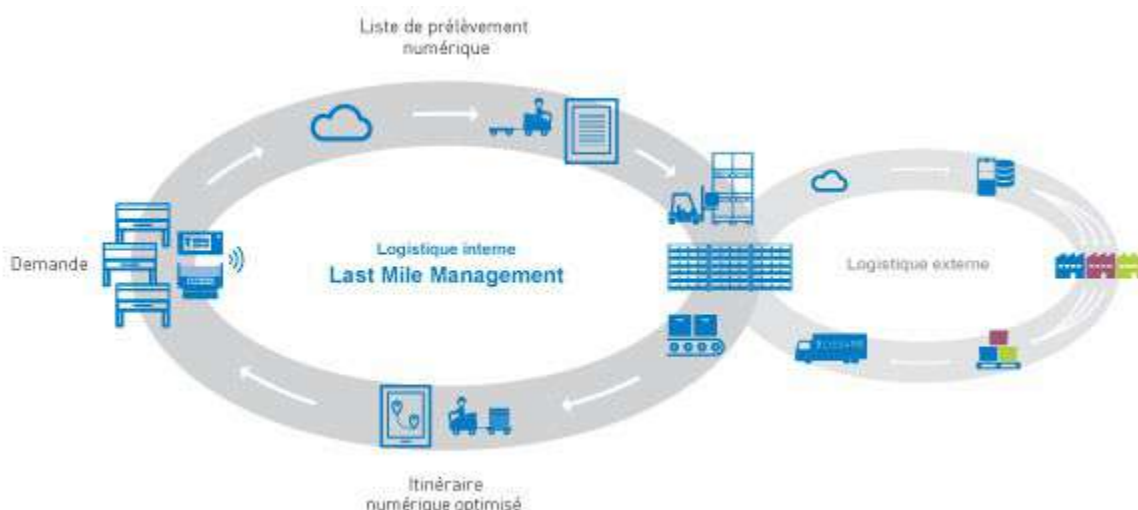 Liste de prélèvement
numérique
Demande
Logistique interne
Last Mile Management
Logistique externe
Itinéraire
numérique optimisé